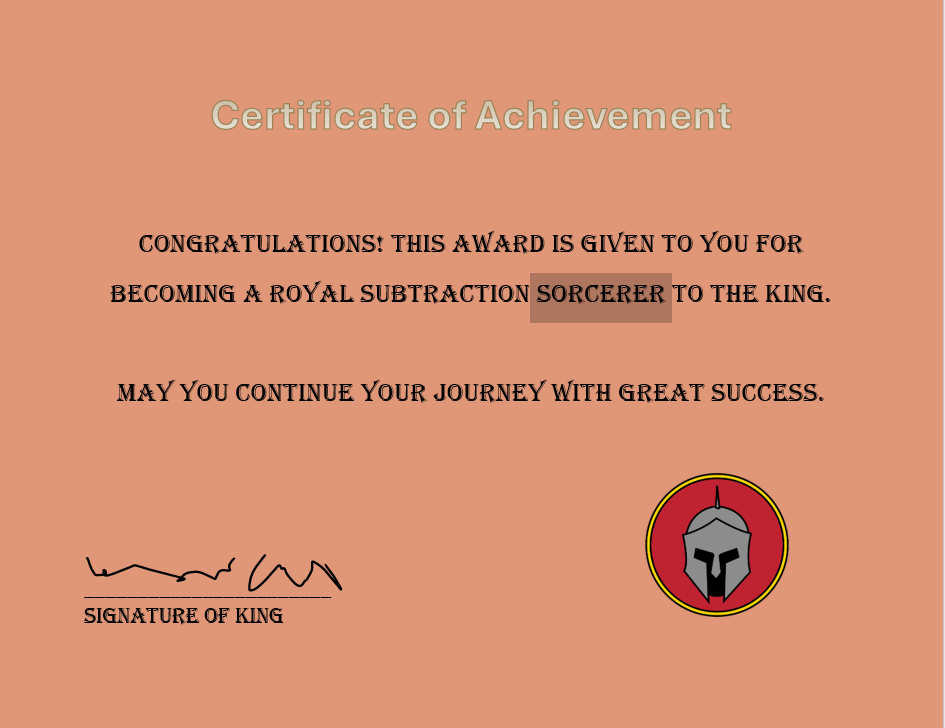 Certificate of Achievement
CONGRATULATIONS! THIS AWARD IS GIVEN TO YOU FOR
BECOMING A ROYAL SUBTRACTION SORCERER TO THE KING.
MAY YOU CONTINUE YOUR JOURNEY WITH GREAT SUCCESS.
SIGNATURE OF KING